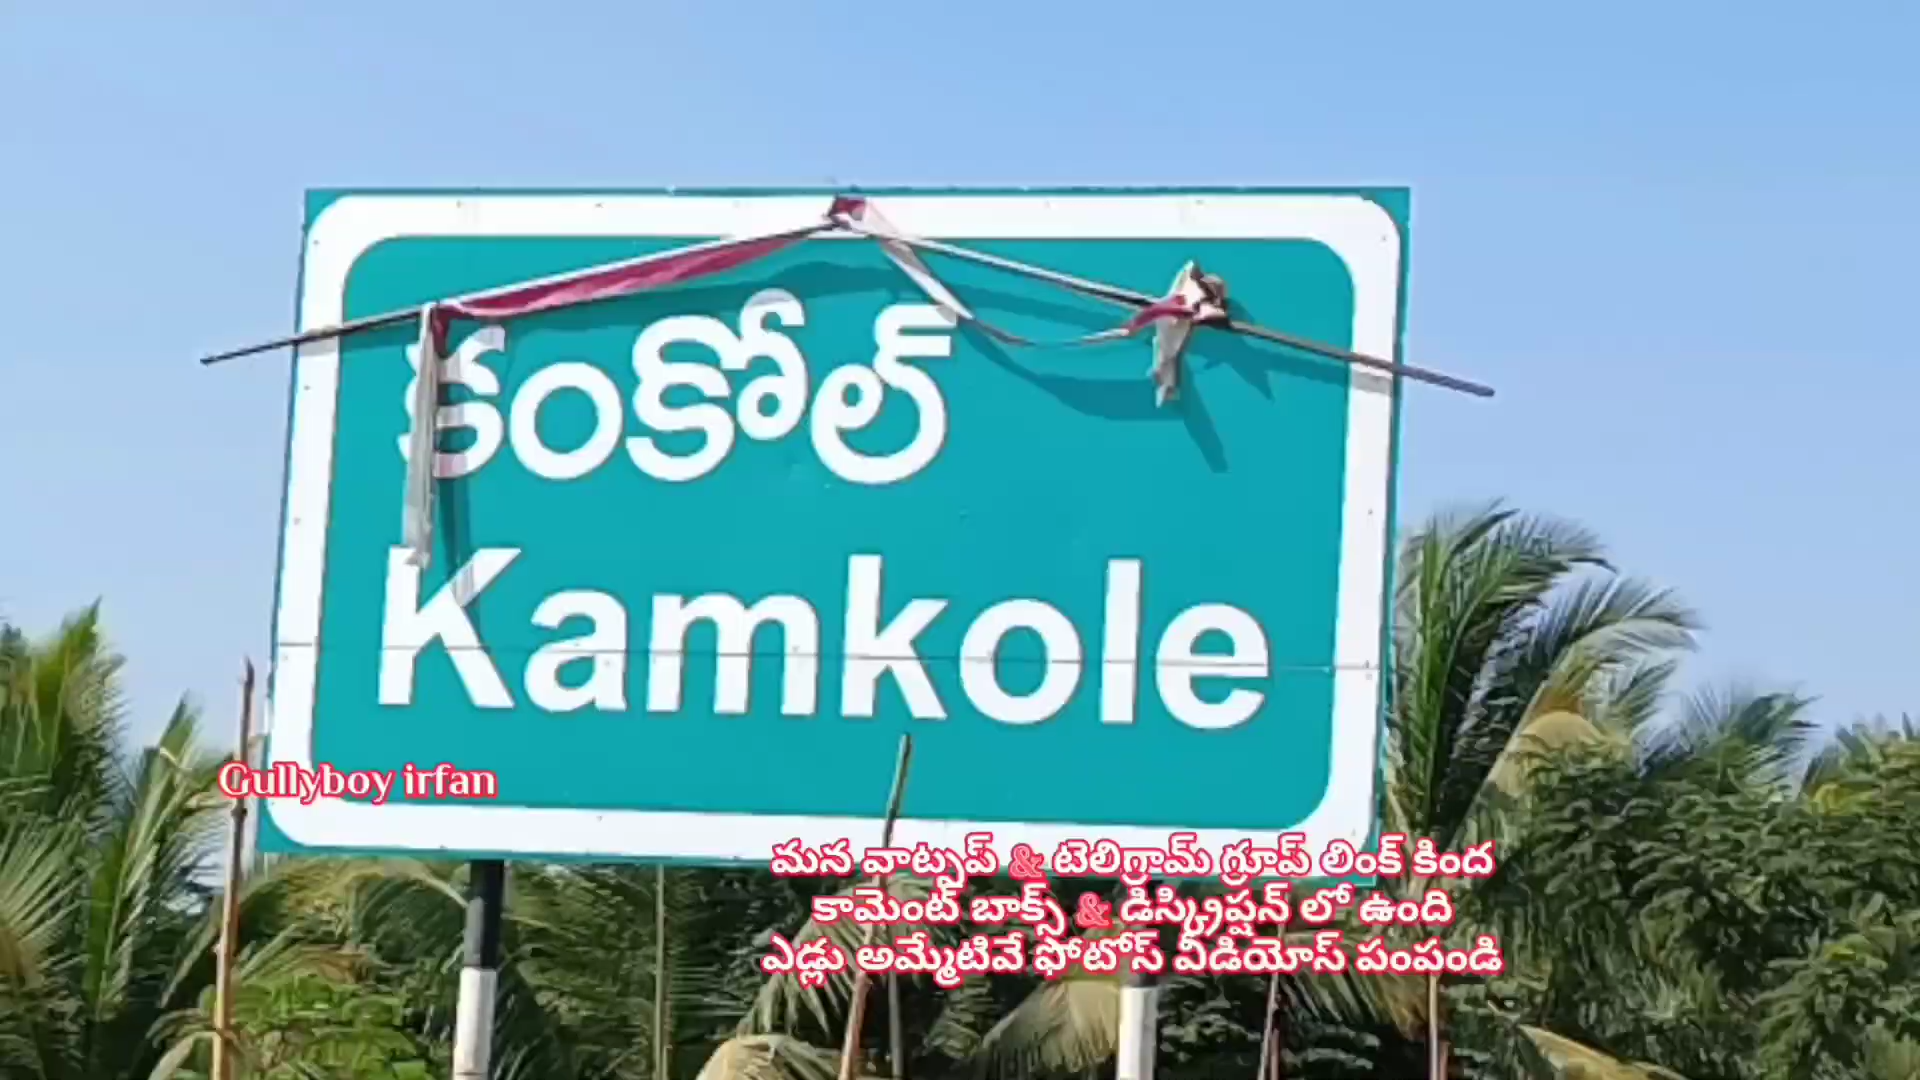 కంకోల్
Kamkole
Gullyboy irfan
మన వాట్సప్ & టెలిగ్రామ్ గ్రూప్ లింక్ కింద
కామెంట్ బాక్స్ & డిస్క్రిప్షన్ లో ఉంది
ఎడ్లు అమ్మేటివే ఫోటోస్ వీడియోస్ పంపండి